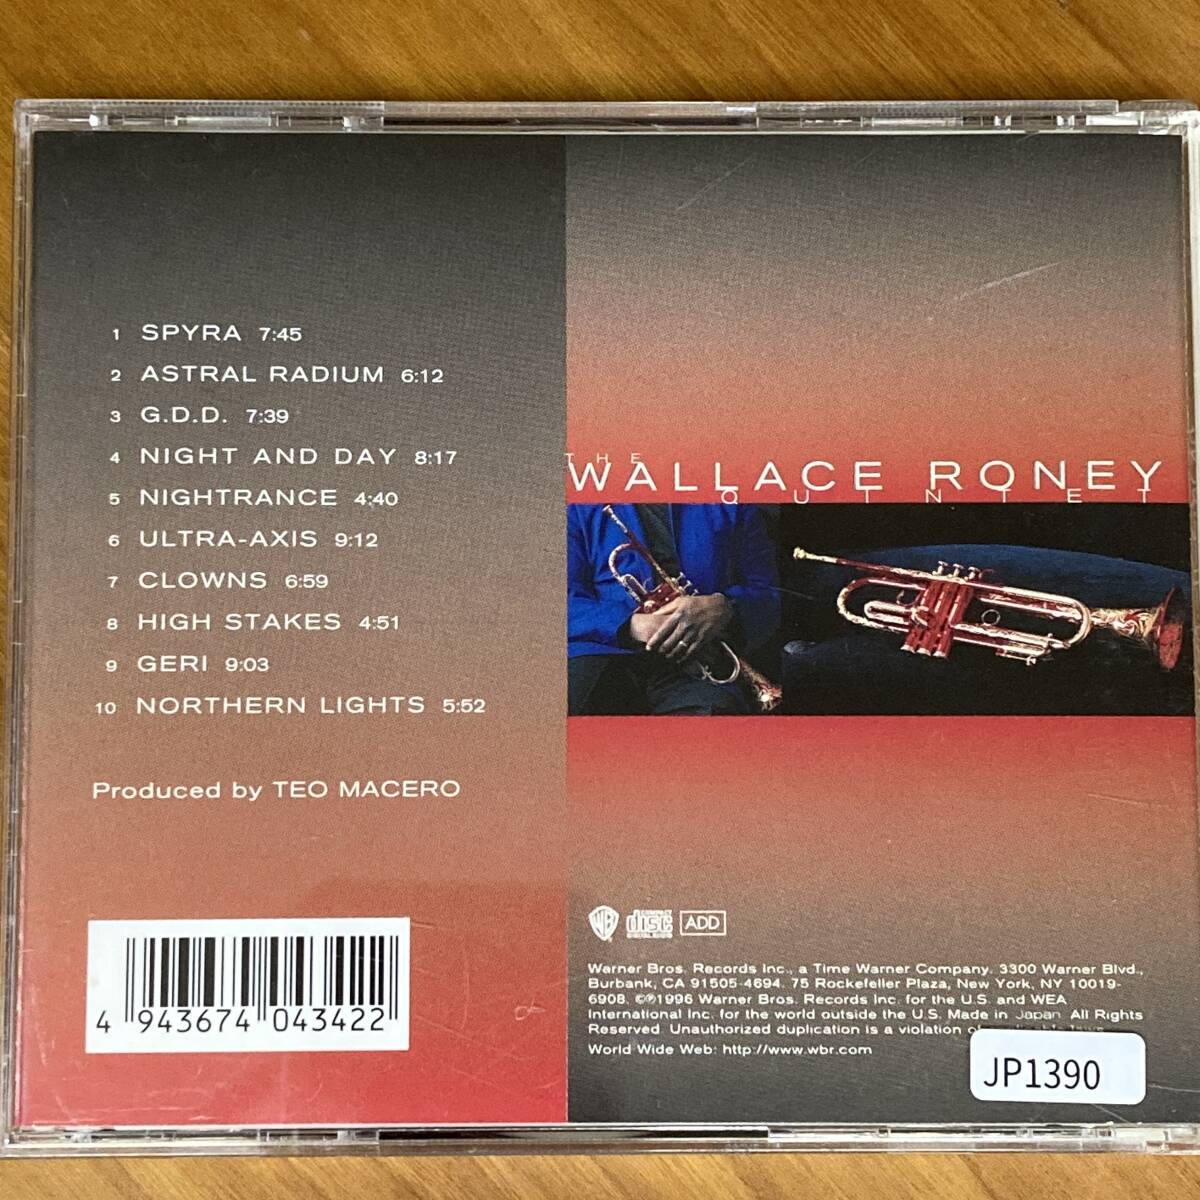 1 SPYRA 7:45
2 ASTRAL RADIUM 6:12
3 G.D.D. 7:39
4 NIGHT AND DAY 8:17
5 NIGHTRANCE 4:40
6 ULTRA-AXIS 9:12
7 CLOWNS 6:59
8 HIGH STAKES 4:51
9 GERI 9:03
10 NORTHERN LIGHTS 5:52
Produced by TEO MACERO
4 943674 043422
THE
WALLACE RONEY
QUINTET
WB COMPACT disc DIGITAL AUDIO ADD
Warner Bros. Records Inc., a Time Warner Company. 3300 Warner Blvd.,
Burbank, CA 91505-4694. 75 Rockefeller Plaza, New York, NY 10019-
6908. ©℗1996 Warner Bros. Records Inc. for the U.S. and WEA
International Inc. for the world outside the U.S. Made in Japan. All Rights
Reserved. Unauthorized duplication is a violation
World Wide Web: http://www.wbr.com
JP1390